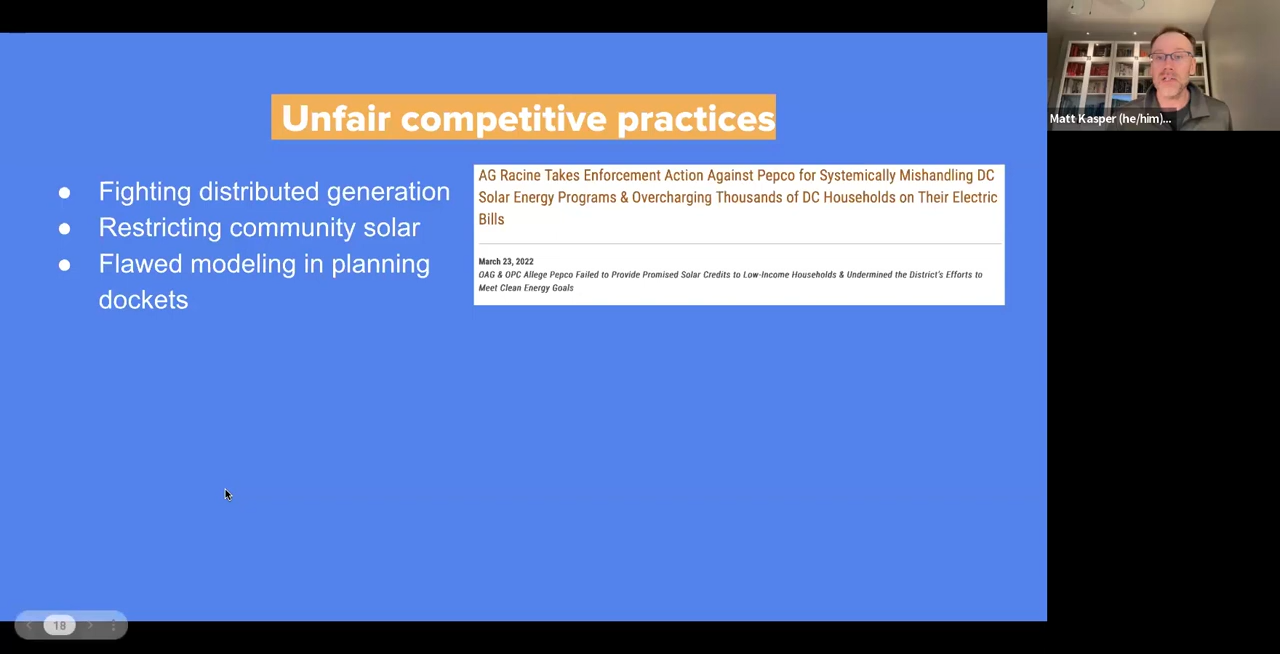 Unfair competitive practices
● Fighting distributed generation
● Restricting community solar
● Flawed modeling in planning
dockets
AG Racine Takes Enforcement Action Against Pepco for Systemically Mishandling DC
Solar Energy Programs & Overcharging Thousands of DC Households on Their Electric
Bills
March 23, 2022
OAG & OPC Allege Pepco Failed to Provide Promised Solar Credits to Low-Income Households & Undermined the District's Efforts to
Meet Clean Energy Goals
Matt Kasper (he/him)...
18